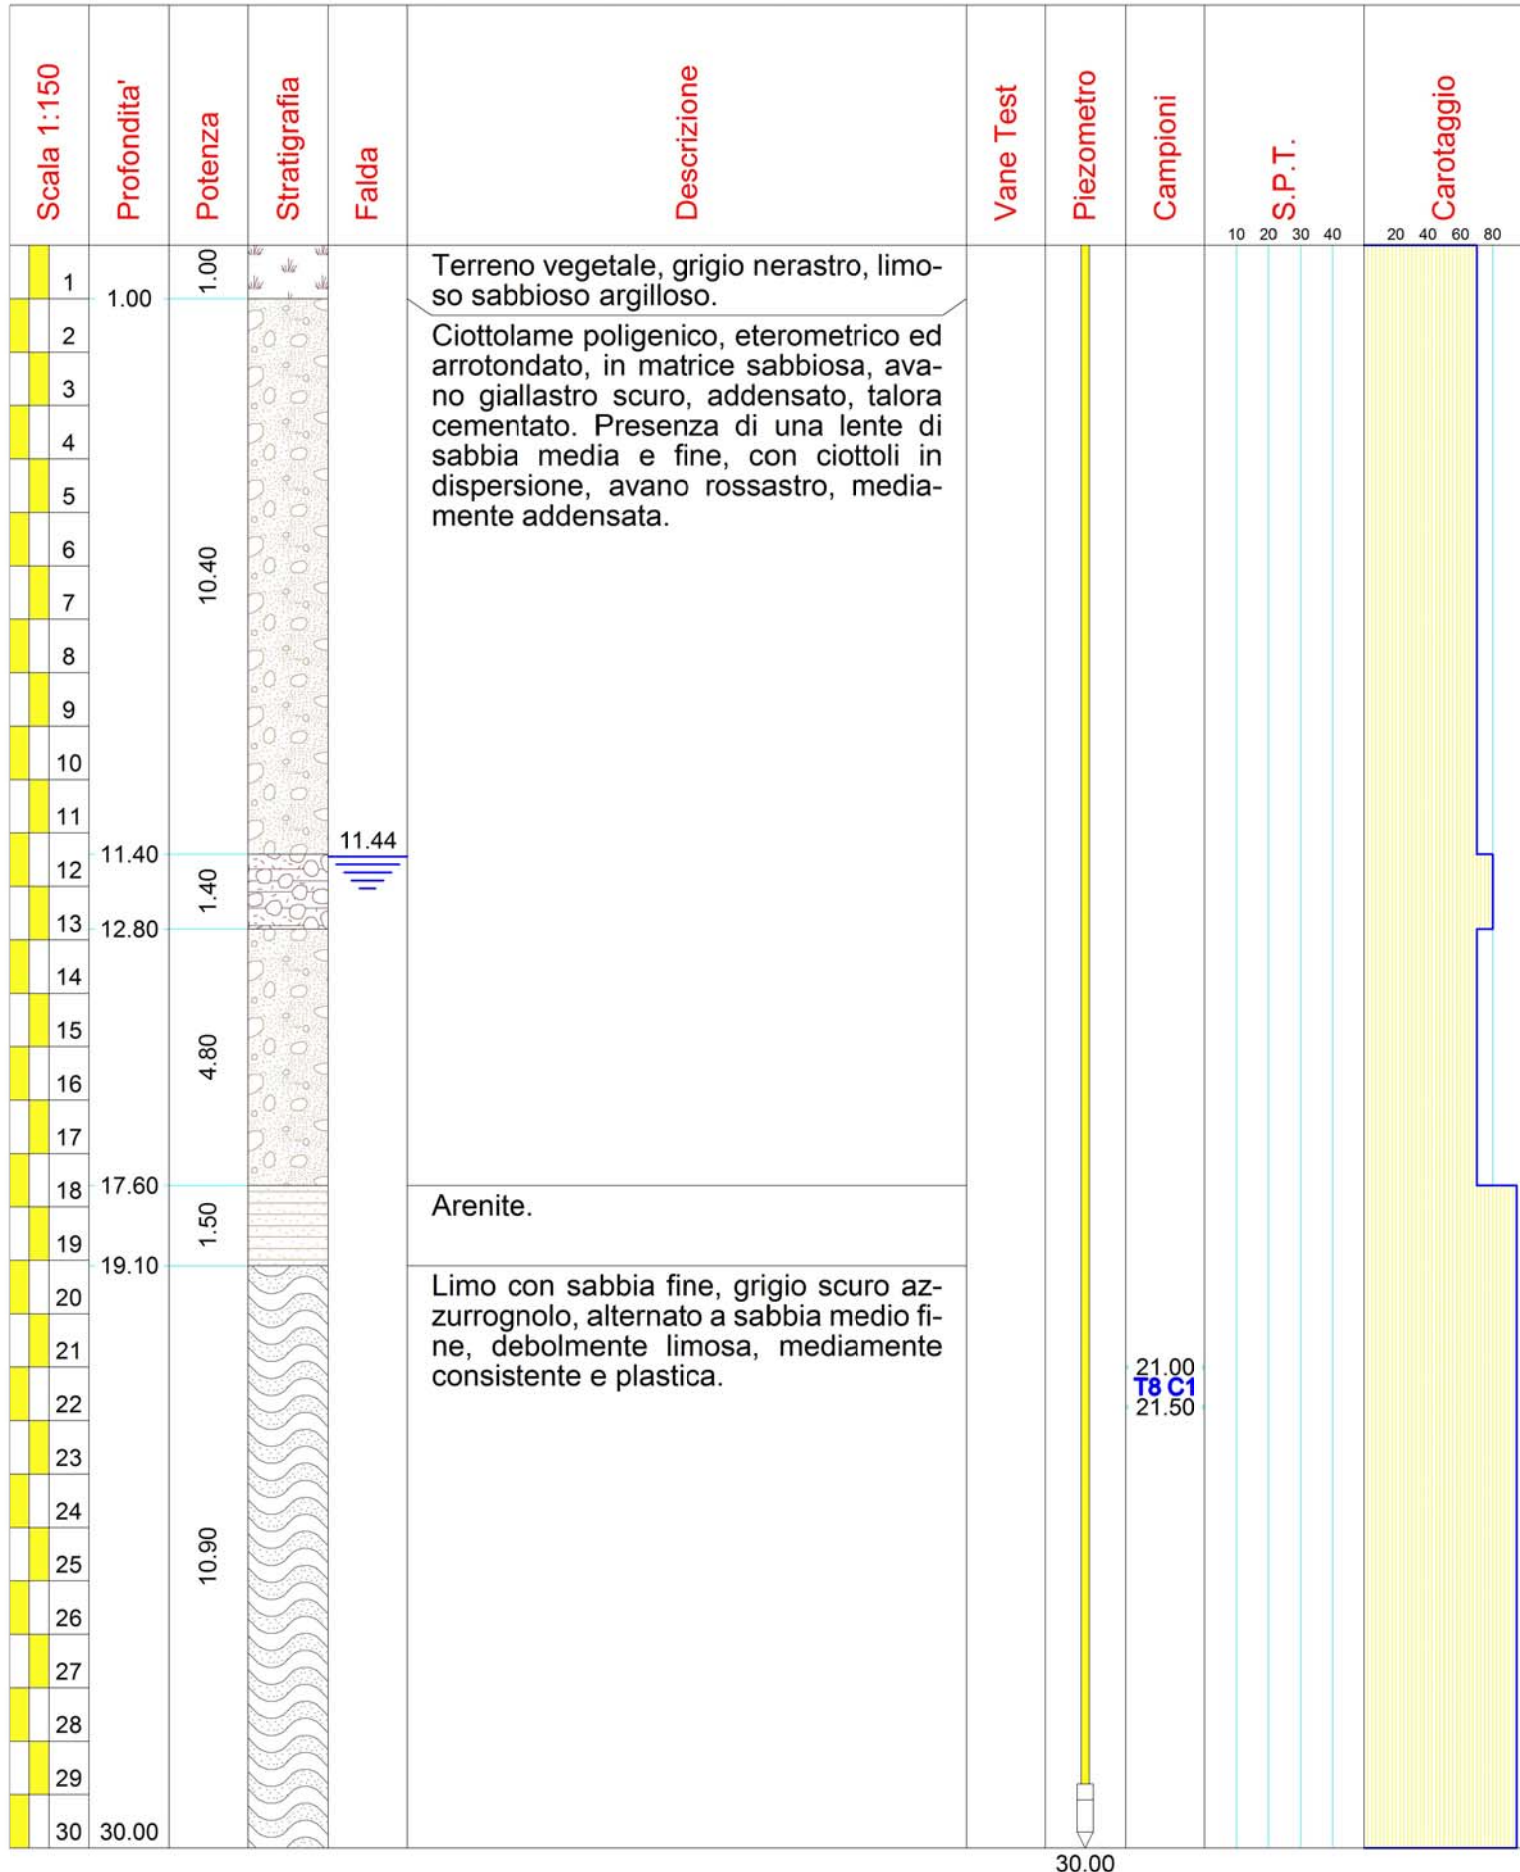 Scala 1:150
Profondita'
Potenza
Stratigrafia
Falda
Descrizione
Vane Test
Piezometro
Campioni
S.P.T.
Carotaggio
10 20 30 40
20 40 60 80
1
2
3
4
5
6
7
8
9
10
11
12
13
14
15
16
17
18
19
20
21
22
23
24
25
26
27
28
29
30
1.00
11.40
12.80
17.60
19.10
30.00
1.00
10.40
1.40
4.80
1.50
10.90
11.44
Terreno vegetale, grigio nerastro, limo-
so sabbioso argilloso.
Ciottolame poligenico, eterometrico ed
arrotondato, in matrice sabbiosa, ava-
no giallastro scuro, addensato, talora
cementato. Presenza di una lente di
sabbia media e fine, con ciottoli in
dispersione, avano rossastro, media-
mente addensata.
Arenite.
Limo con sabbia fine, grigio scuro az-
zurrognolo, alternato a sabbia medio fi-
ne, debolmente limosa, mediamente
consistente e plastica.
30.00
21.00
T8 C1
21.50